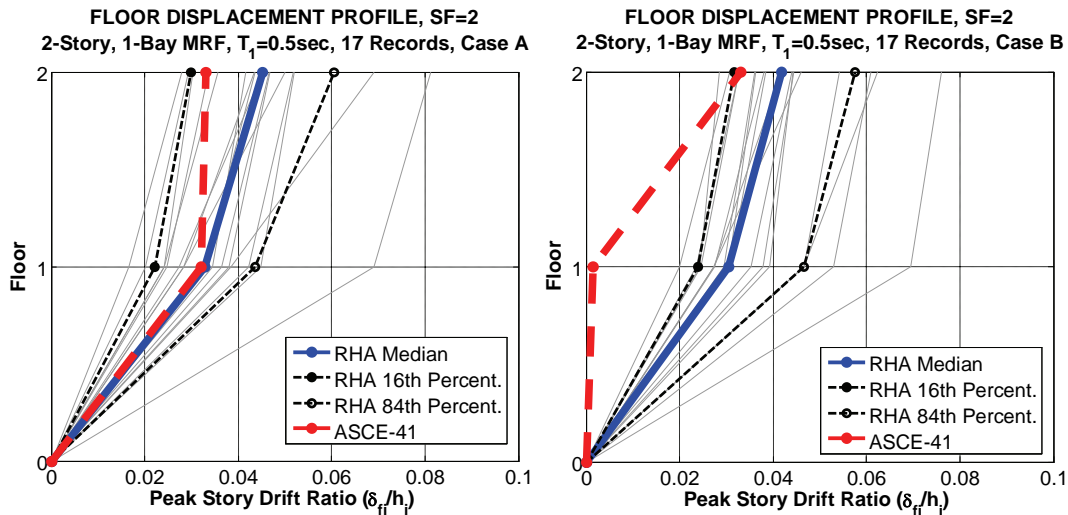 FLOOR DISPLACEMENT PROFILE, SF=2
2-Story, 1-Bay MRF, T₁=0.5sec, 17 Records, Case A
2
1
0
Floor
0
0.02
0.04
0.06
0.08
0.1
Peak Story Drift Ratio (δ_fi/h_i)
RHA Median
RHA 16th Percent.
RHA 84th Percent.
ASCE-41
FLOOR DISPLACEMENT PROFILE, SF=2
2-Story, 1-Bay MRF, T₁=0.5sec, 17 Records, Case B
2
1
0
Floor
0
0.02
0.04
0.06
0.08
0.1
Peak Story Drift Ratio (δ_fi/h_i)
RHA Median
RHA 16th Percent.
RHA 84th Percent.
ASCE-41